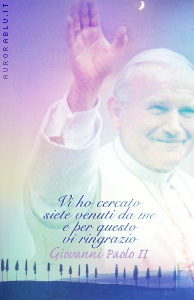 AURORABLU.IT
Vi ho cercato
siete venuti da me
e per questo
vi ringrazio
Giovanni Paolo II